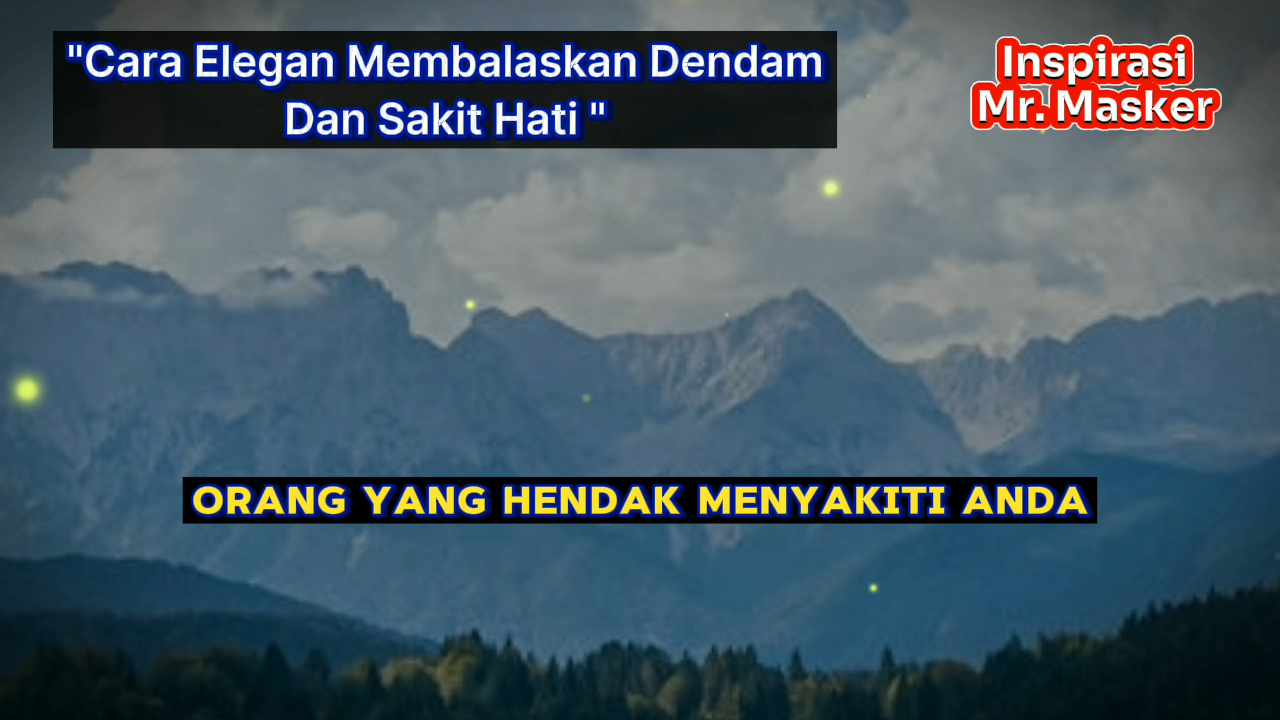 "Cara Elegan Membalaskan Dendam
Dan Sakit Hati "
Inspirasi
Mr. Masker
ORANG YANG HENDAK MENYAKITI ANDA